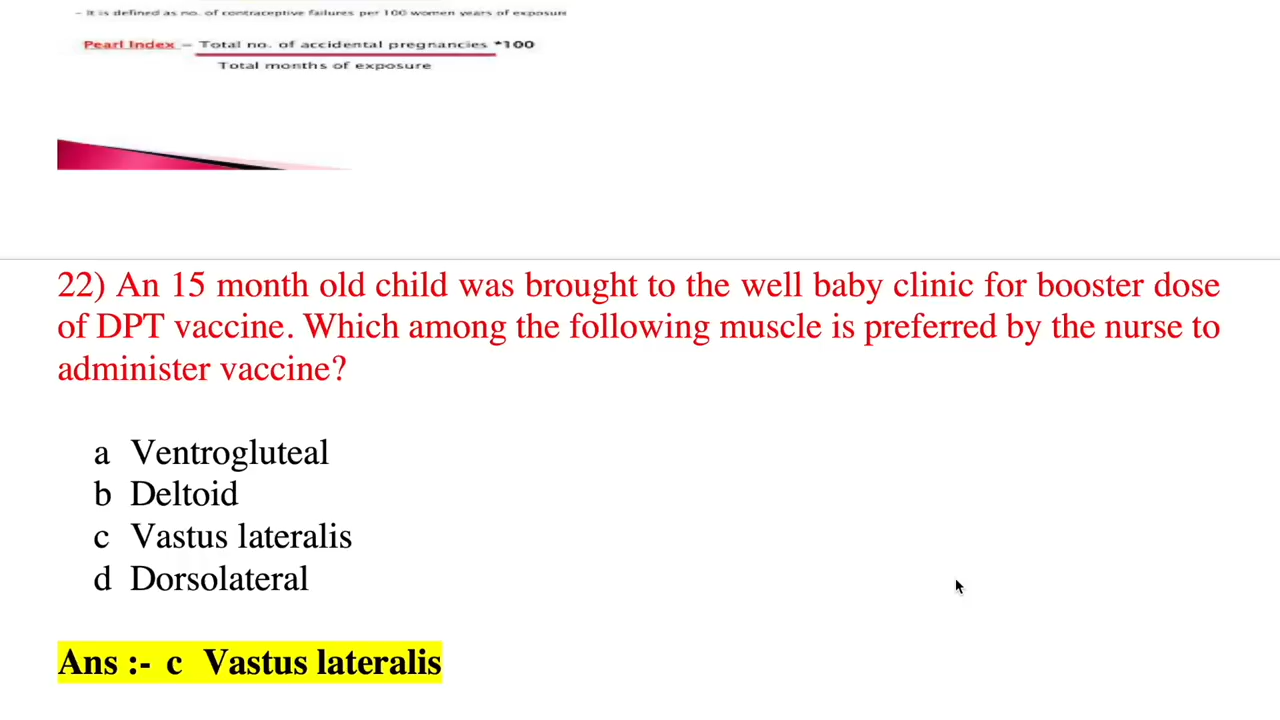 - It is defined as no. of contraceptive failures per 100 women years of exposure
Pearl Index = Total no. of accidental pregnancies *100
Total months of exposure
22) An 15 month old child was brought to the well baby clinic for booster dose
of DPT vaccine. Which among the following muscle is preferred by the nurse to
administer vaccine?
a Ventrogluteal
b Deltoid
c Vastus lateralis
d Dorsolateral
Ans :- c Vastus lateralis